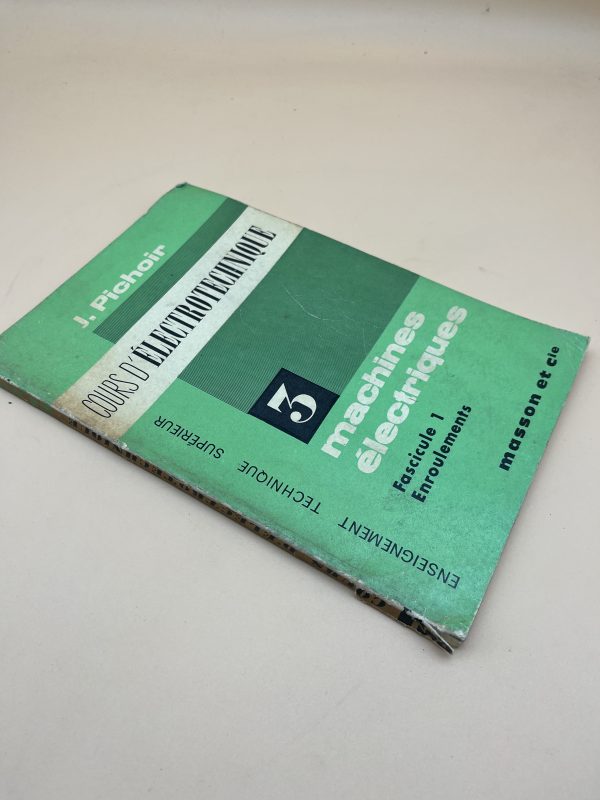 J. Pichoir
COURS D'ÉLECTROTECHNIQUE
3
machines
électriques
Fascicule 1
Enroulements
ENSEIGNEMENT TECHNIQUE SUPÉRIEUR
masson et cie